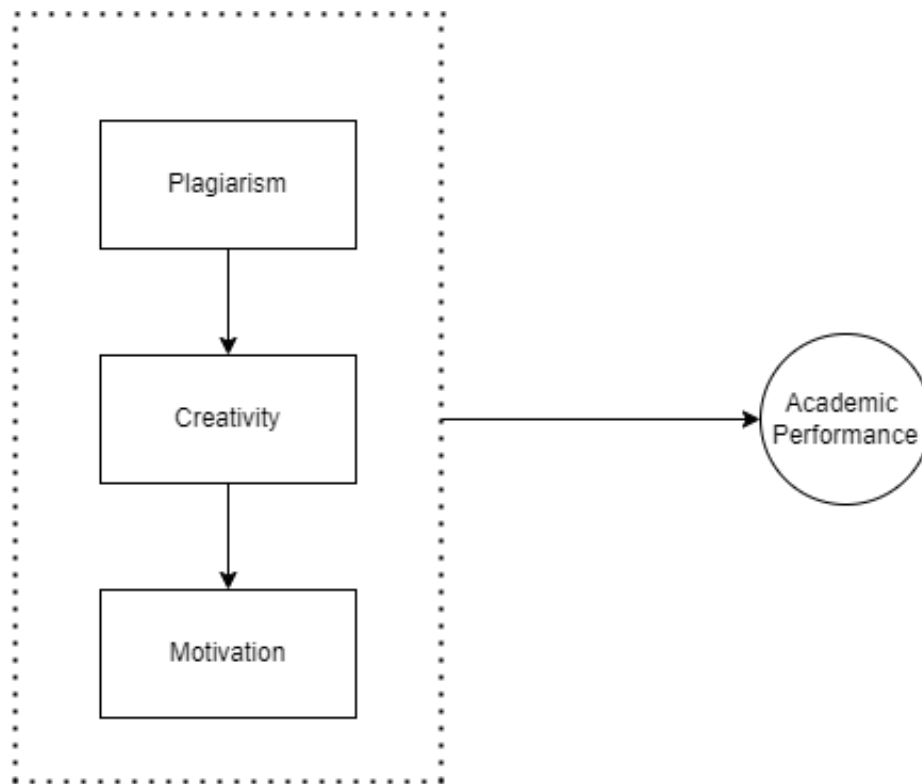 Plagiarism
Creativity
Academic
Performance
Motivation